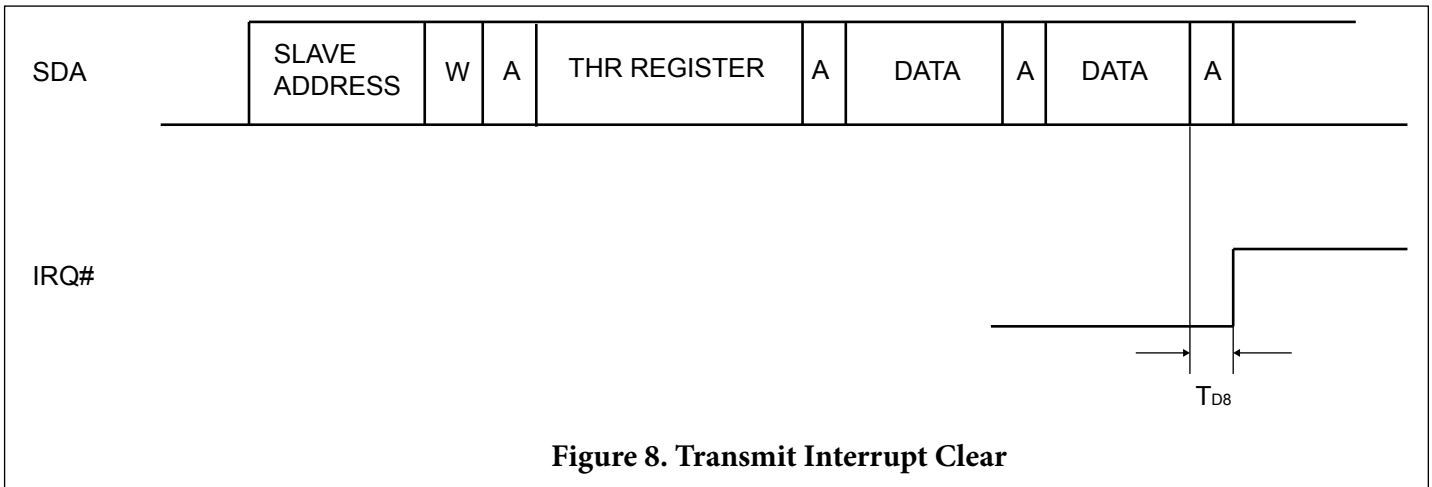 SDA
SLAVE
ADDRESS
W
A
THR REGISTER
A
DATA
A
DATA
A
IRQ#
TD8
Figure 8. Transmit Interrupt Clear